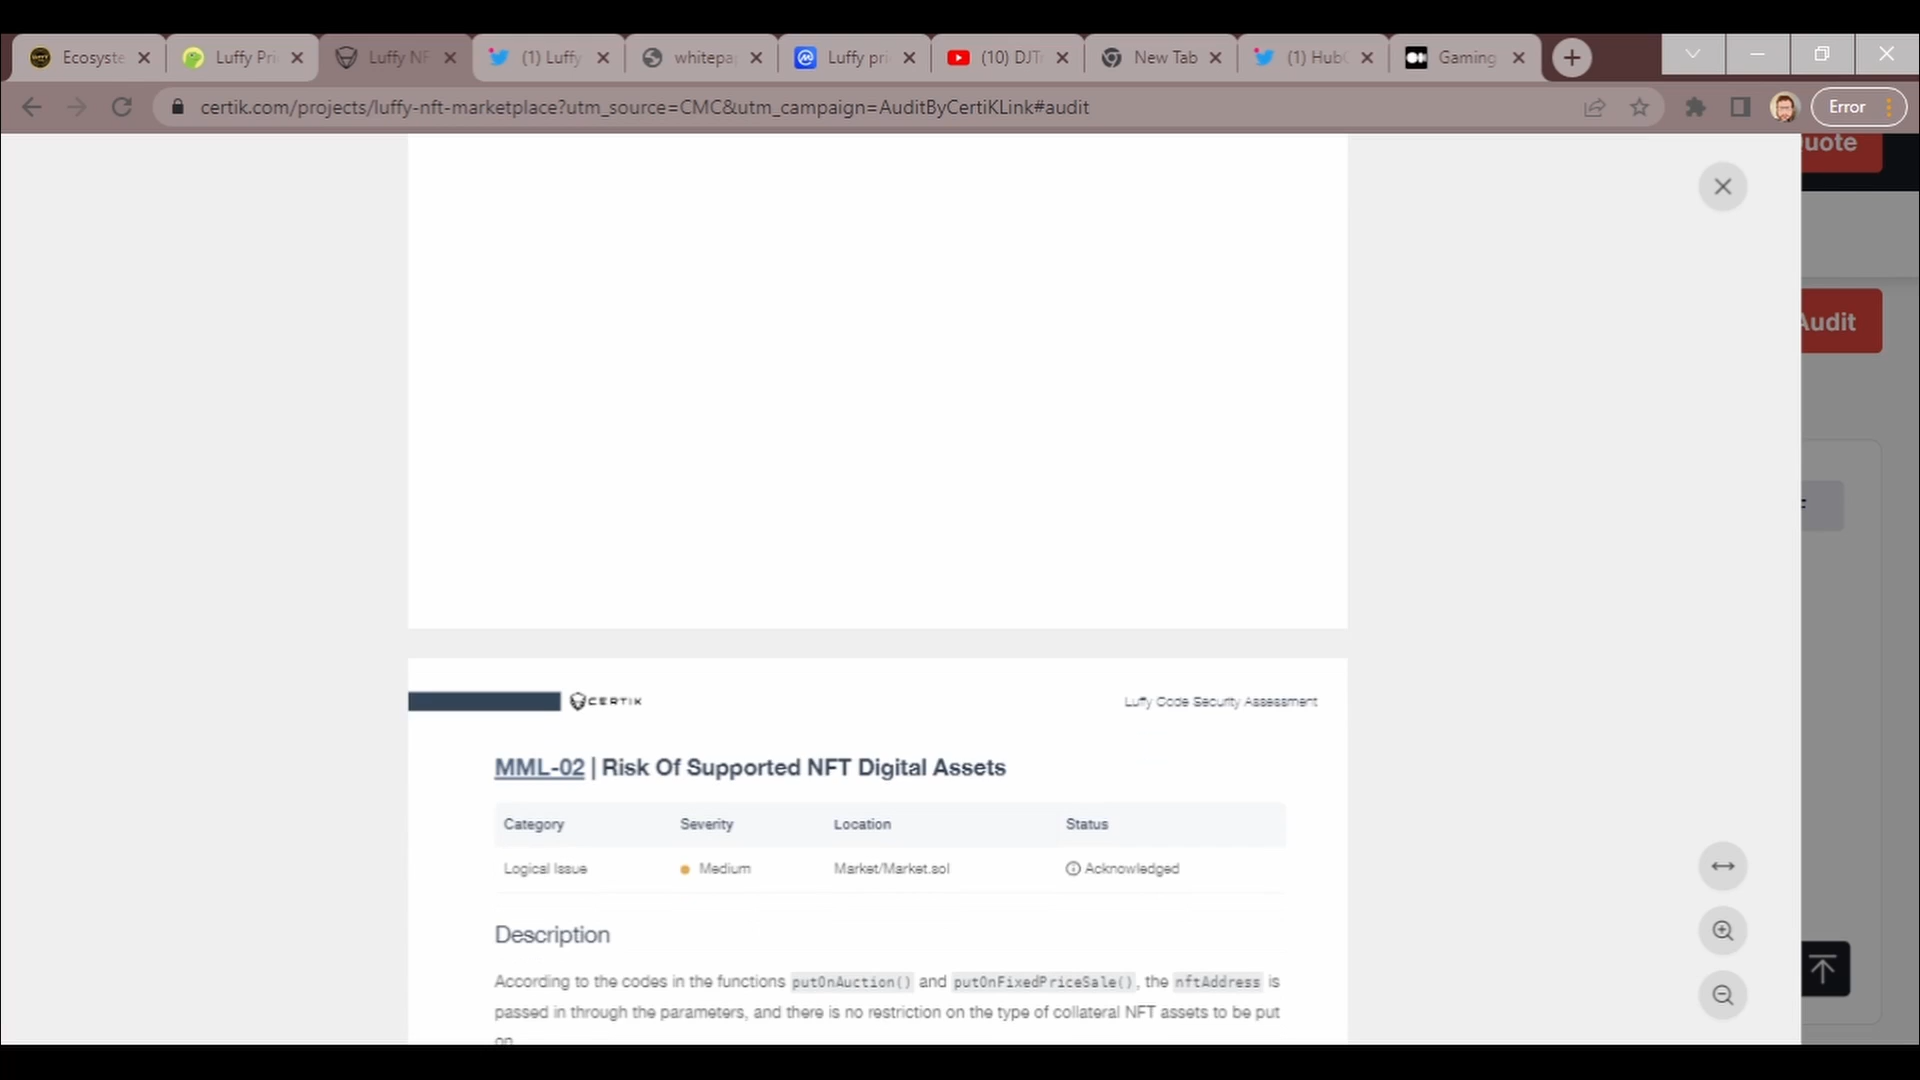 Ecosyste
Luffy Pri
Luffy NF
(1) Luffy
whitepa
Luffy pri
(10) DJT
New Tab
(1) Hub
Gaming
certik.com/projects/luffy-nft-marketplace?utm_source=CMC&utm_campaign=AuditByCertiKLink#audit
Error
uote
Audit
CERTIK
Luffy Code Security Assessment
MML-02 | Risk Of Supported NFT Digital Assets
Category Severity Location Status
Logical Issue Medium Market/Market.sol Acknowledged
Description
According to the codes in the functions putOnAuction() and putOnFixedPriceSale(), the nftAddress is
passed in through the parameters, and there is no restriction on the type of collateral NFT assets to be put
on